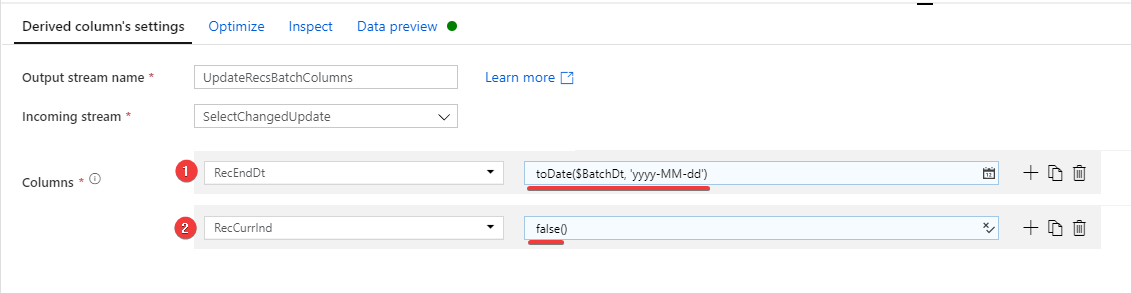 Derived column's settings Optimize Inspect Data preview
Output stream name * UpdateRecsBatchColumns Learn more
Incoming stream * SelectChangedUpdate
Columns *
1 RecEndDt toDate($BatchDt, 'yyyy-MM-dd')
2 RecCurrInd false()